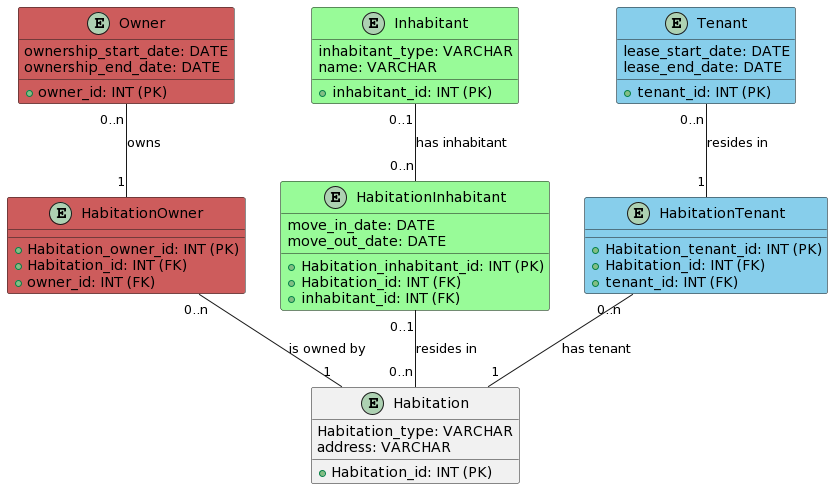 E Owner
ownership_start_date: DATE
ownership_end_date: DATE
owner_id: INT (PK)
E Inhabitant
inhabitant_type: VARCHAR
name: VARCHAR
inhabitant_id: INT (PK)
E Tenant
lease_start_date: DATE
lease_end_date: DATE
tenant_id: INT (PK)
0..n
owns
1
0..1
has inhabitant
0..n
0..n
resides in
1
E HabitationOwner
Habitation_owner_id: INT (PK)
Habitation_id: INT (FK)
owner_id: INT (FK)
E HabitationInhabitant
move_in_date: DATE
move_out_date: DATE
Habitation_inhabitant_id: INT (PK)
Habitation_id: INT (FK)
inhabitant_id: INT (FK)
E HabitationTenant
Habitation_tenant_id: INT (PK)
Habitation_id: INT (FK)
tenant_id: INT (FK)
0..n
is owned by
1
0..1
resides in
0..n
0..n
has tenant
1
E Habitation
Habitation_type: VARCHAR
address: VARCHAR
Habitation_id: INT (PK)